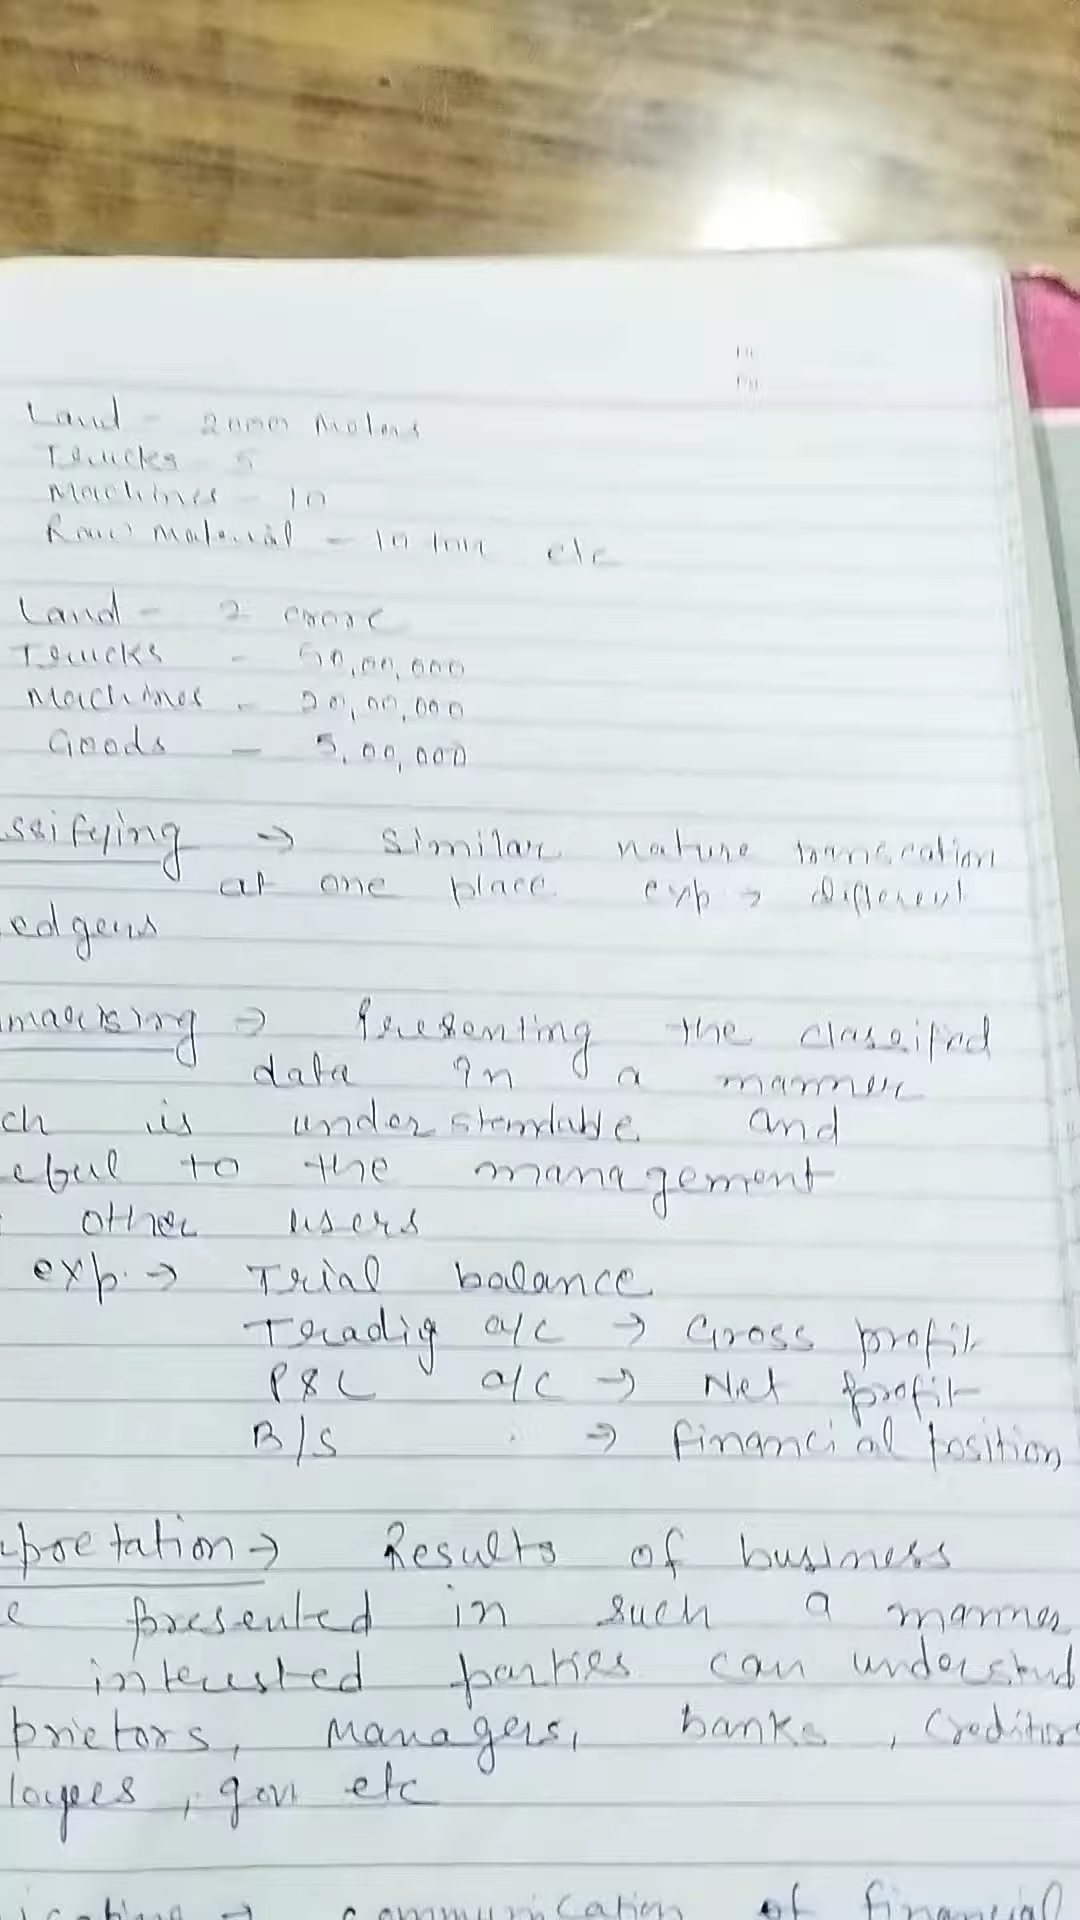 Land - 2000 Meters
Trucks - 5
Machines - 10
Raw Material - 10 ton etc
Land - 2 crore
Trucks - 50,00,000
Machines - 20,00,000
Goods - 5,00,000
ssifying → Similar nature transcation
at one place exp → different
edgers
marising → Presenting the classified
data in a manner
ch is understandable and
eful to the management
other users
exp. → Trial balance
Tradig a/c → Gross profit
P&L a/c → Net profit
B/S → financial position
rpretation → Results of business
e presented in such a manner
interested parties can understnd
prietors, Managers, banks, Creditors
loyees, govt etc
icating → communication of financial